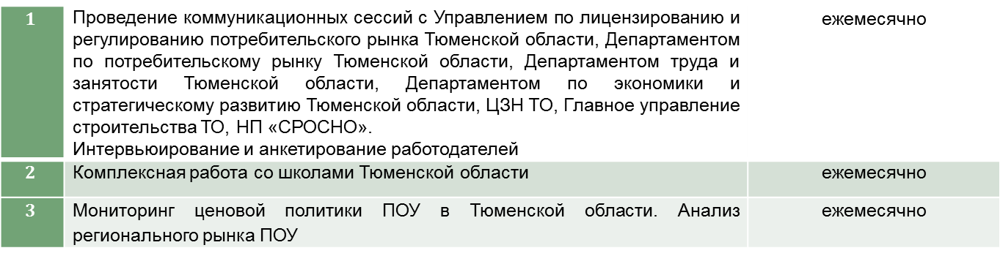 1 Проведение коммуникационных сессий с Управлением по лицензированию и ежемесячно
регулированию потребительского рынка Тюменской области, Департаментом
по потребительскому рынку Тюменской области, Департаментом труда и
занятости Тюменской области, Департаментом по экономики и
стратегическому развитию Тюменской области, ЦЗН ТО, Главное управление
строительства ТО, НП «СРОСНО».
Интервьюирование и анкетирование работодателей
2 Комплексная работа со школами Тюменской области ежемесячно
3 Мониторинг ценовой политики ПОУ в Тюменской области. Анализ ежемесячно
регионального рынка ПОУ